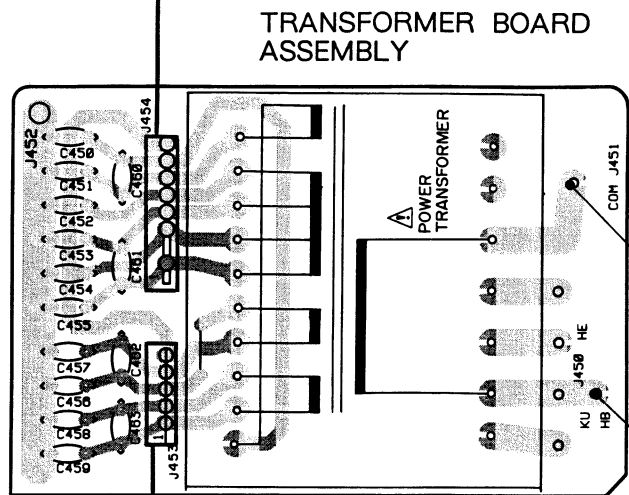 TRANSFORMER BOARD
ASSEMBLY
J452
J454
C450
C451
C460
C452
C453
C461
C454
C455
C457
C462
C456
C458
C463
C459
1
J453
POWER
TRANSFORMER
COM J451
HE
J450
KU
HB